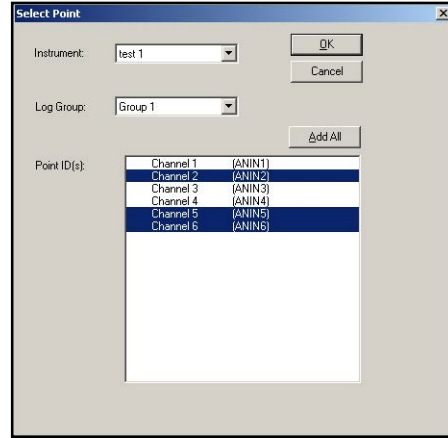 Select Point
Instrument: test 1 OK
Cancel
Log Group: Group 1
Add All
Point ID(s):
Channel 1 (ANIN1)
Channel 2 (ANIN2)
Channel 3 (ANIN3)
Channel 4 (ANIN4)
Channel 5 (ANIN5)
Channel 6 (ANIN6)